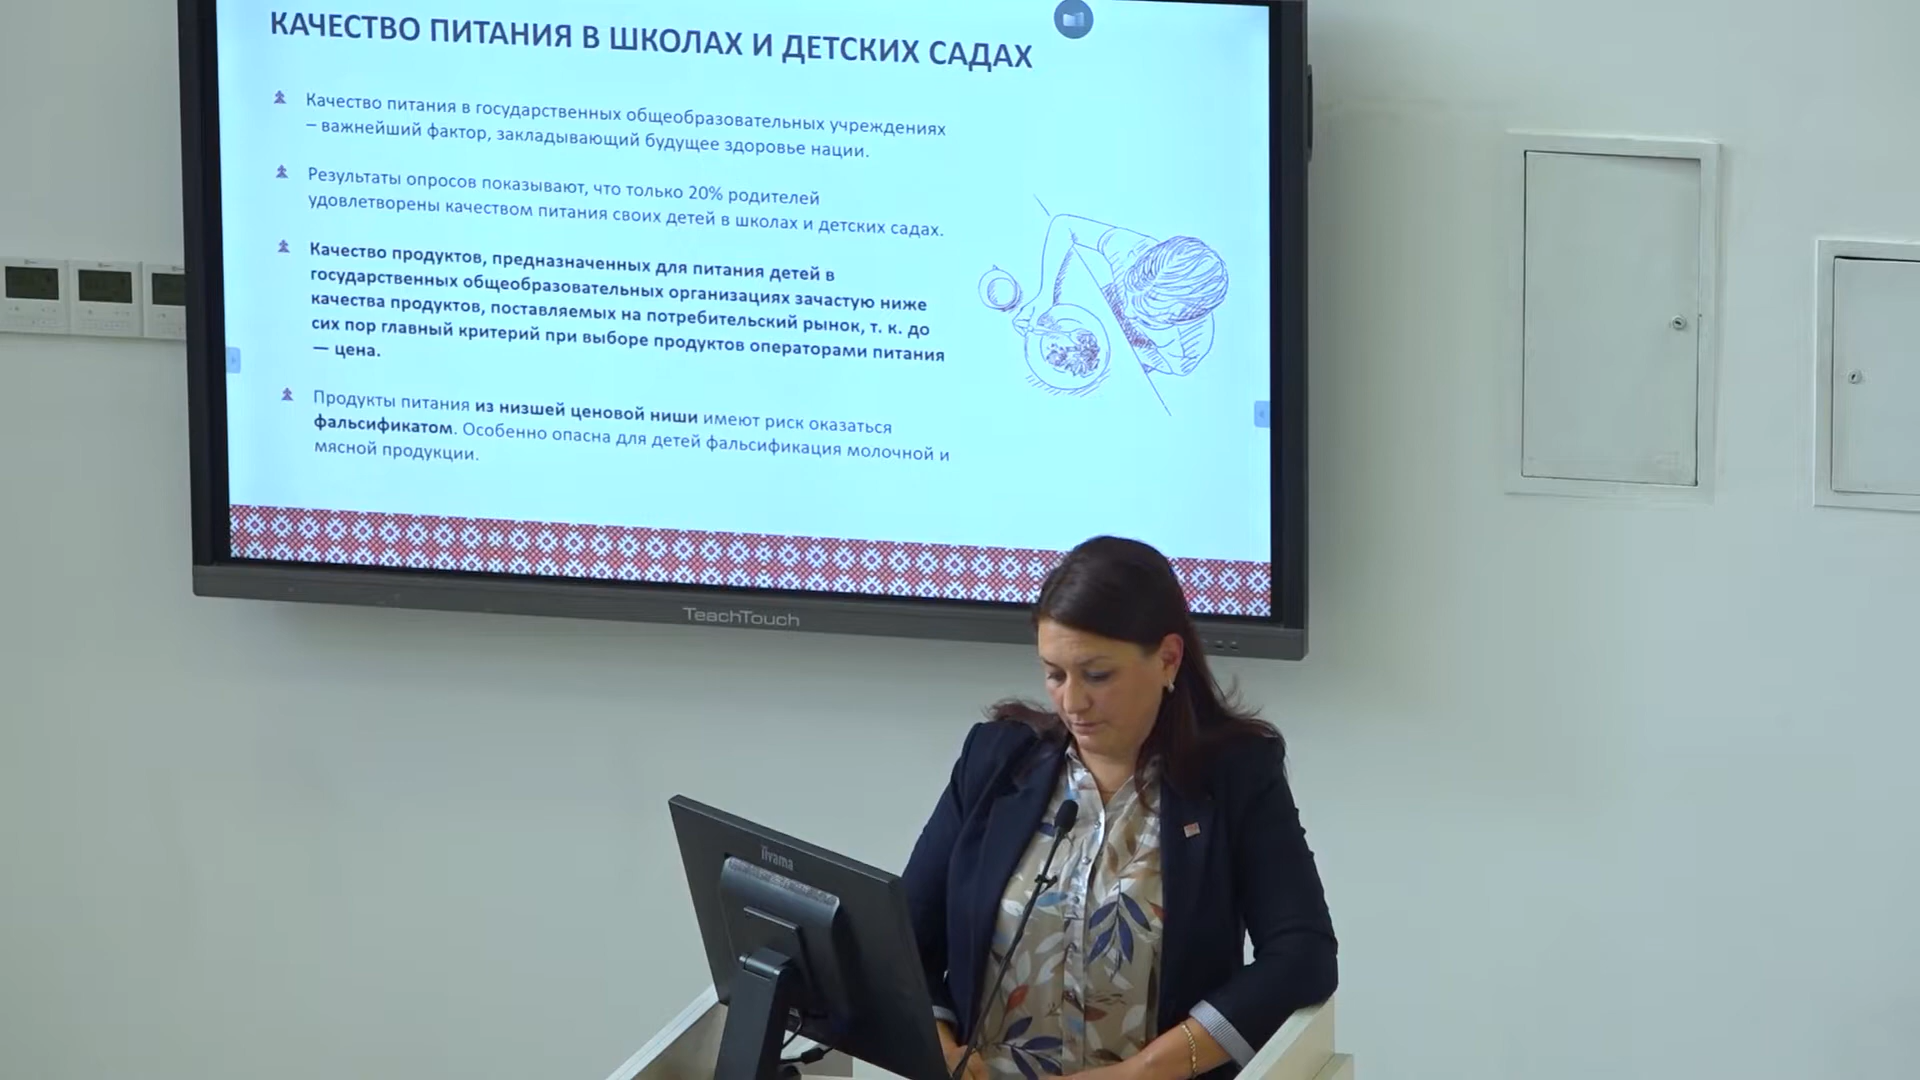 КАЧЕСТВО ПИТАНИЯ В ШКОЛАХ И ДЕТСКИХ САДАХ
Качество питания в государственных общеобразовательных учреждениях
– важнейший фактор, закладывающий будущее здоровье нации.
Результаты опросов показывают, что только 20% родителей
удовлетворены качеством питания своих детей в школах и детских садах.
Качество продуктов, предназначенных для питания детей в
государственных общеобразовательных организациях зачастую ниже
качества продуктов, поставляемых на потребительский рынок, т. к. до
сих пор главный критерий при выборе продуктов операторами питания
— цена.
Продукты питания из низшей ценовой ниши имеют риск оказаться
фальсификатом. Особенно опасна для детей фальсификация молочной и
мясной продукции.
TeachTouch
iiyama